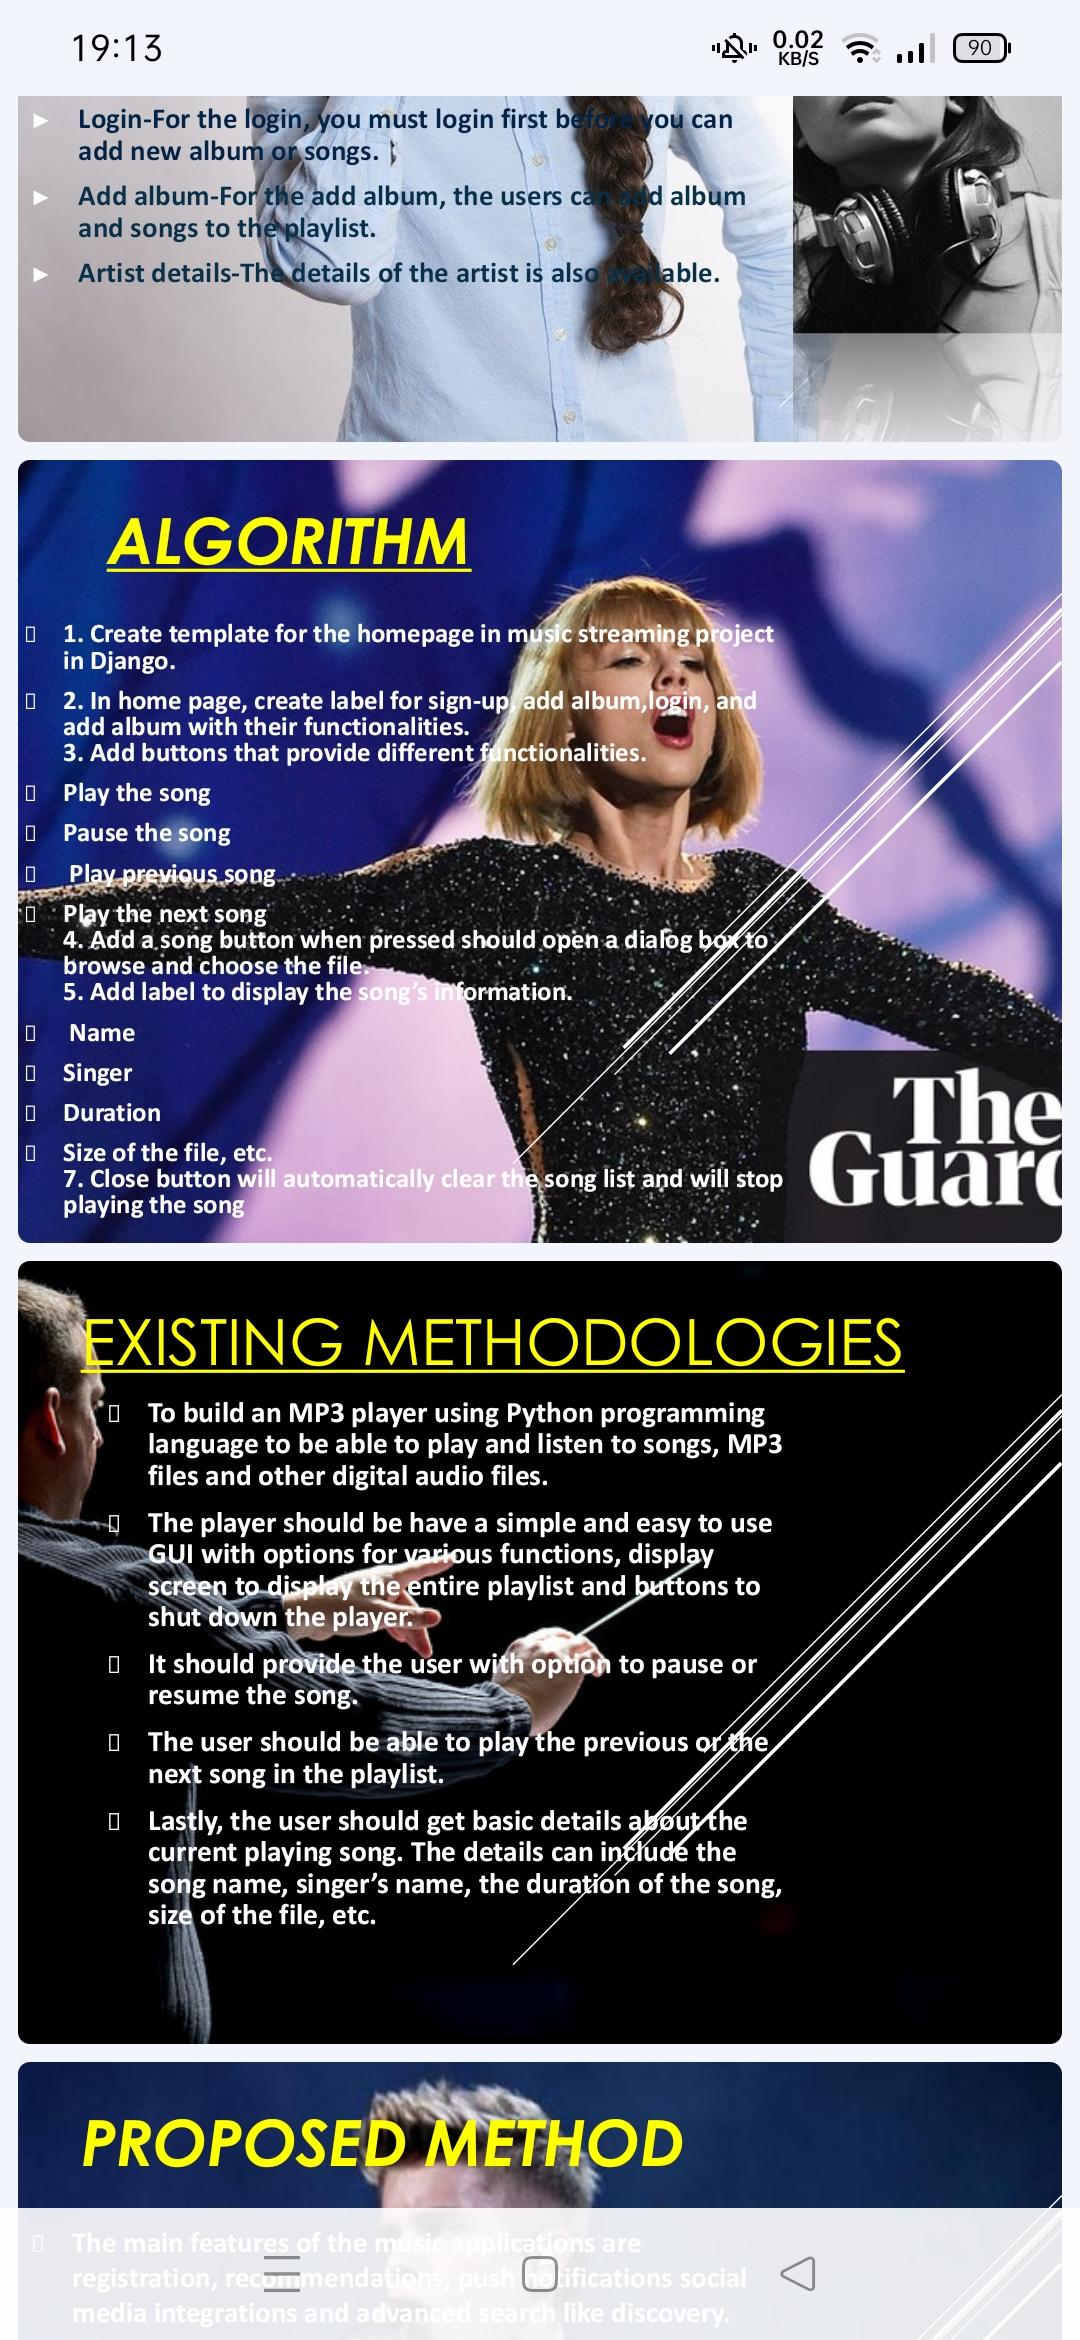 19:13
0.02
KB/S
90
Login-For the login, you must login first before you can
add new album or songs.
Add album-For the add album, the users can add album
and songs to the playlist.
Artist details-The details of the artist is also available.
ALGORITHM
1. Create template for the homepage in music streaming project
in Django.
2. In home page, create label for sign-up, add album,login, and
add album with their functionalities.
3. Add buttons that provide different functionalities.
Play the song
Pause the song
Play previous song
Play the next song
4. Add a song button when pressed should open a dialog box to
browse and choose the file.
5. Add label to display the song’s information.
Name
Singer
Duration
Size of the file, etc.
7. Close button will automatically clear the song list and will stop
playing the song
The
Guard
EXISTING METHODOLOGIES
To build an MP3 player using Python programming
language to be able to play and listen to songs, MP3
files and other digital audio files.
The player should be have a simple and easy to use
GUI with options for various functions, display
screen to display the entire playlist and buttons to
shut down the player.
It should provide the user with option to pause or
resume the song.
The user should be able to play the previous or the
next song in the playlist.
Lastly, the user should get basic details about the
current playing song. The details can include the
song name, singer’s name, the duration of the song,
size of the file, etc.
PROPOSED METHOD
The main features of the music applications are
registration, recommendations, push notifications social
media integrations and advanced search like discovery.